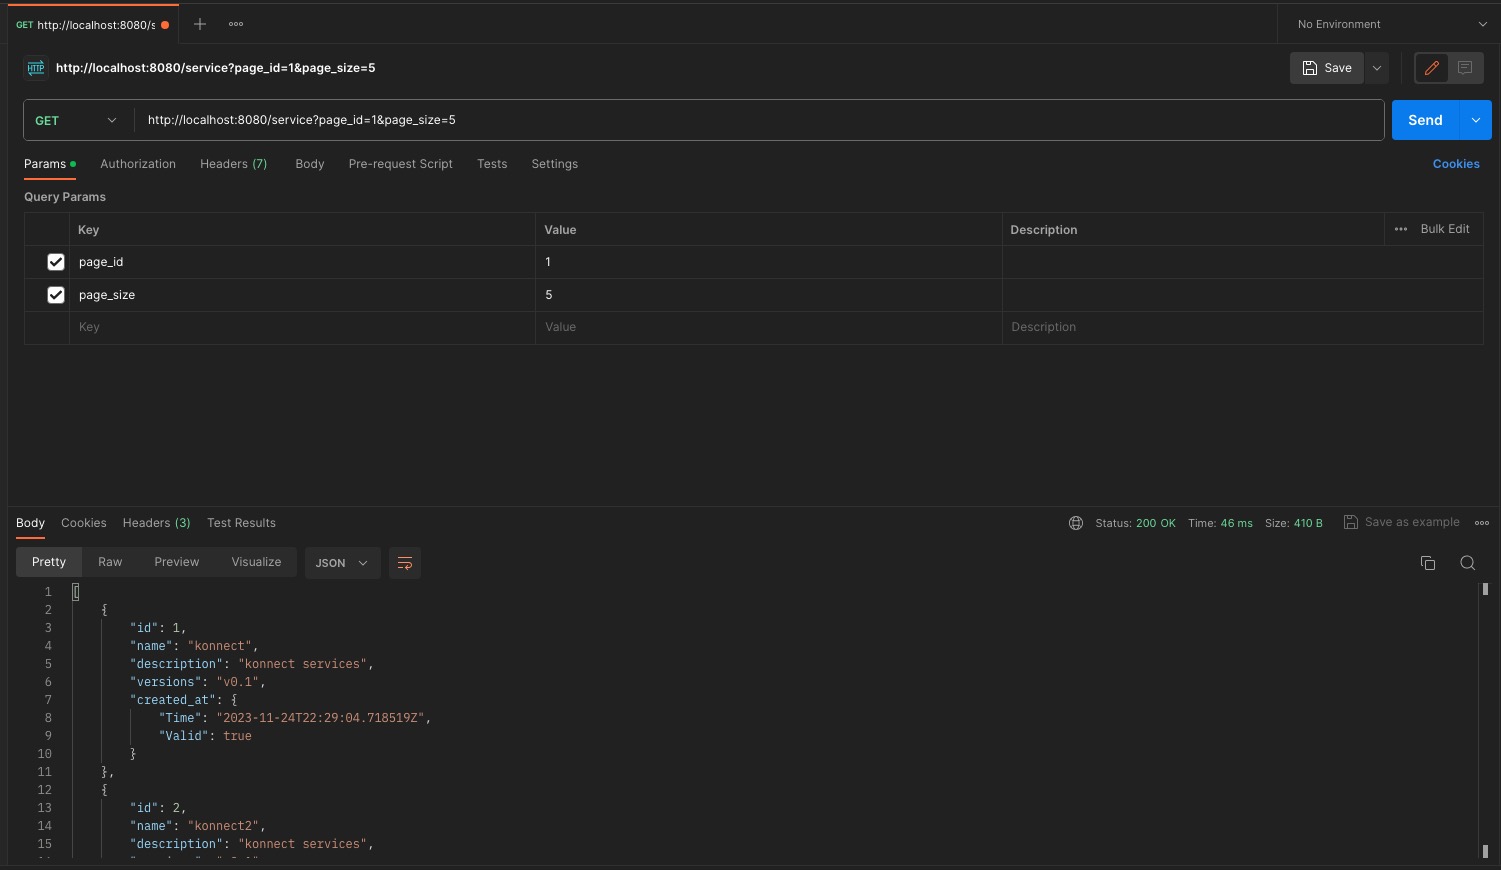 GET http://localhost:8080/s
No Environment
HTTP http://localhost:8080/service?page_id=1&page_size=5
Save
GET http://localhost:8080/service?page_id=1&page_size=5
Send
Params Authorization Headers (7) Body Pre-request Script Tests Settings Cookies
Query Params
Key Value Description Bulk Edit
page_id 1
page_size 5
Key Value Description
Body Cookies Headers (3) Test Results Status: 200 OK Time: 46 ms Size: 410 B Save as example
Pretty Raw Preview Visualize JSON
1 [
2 {
3 "id": 1,
4 "name": "konnect",
5 "description": "konnect services",
6 "versions": "v0.1",
7 "created_at": {
8 "Time": "2023-11-24T22:29:04.718519Z",
9 "Valid": true
10 }
11 },
12 {
13 "id": 2,
14 "name": "konnect2",
15 "description": "konnect services",